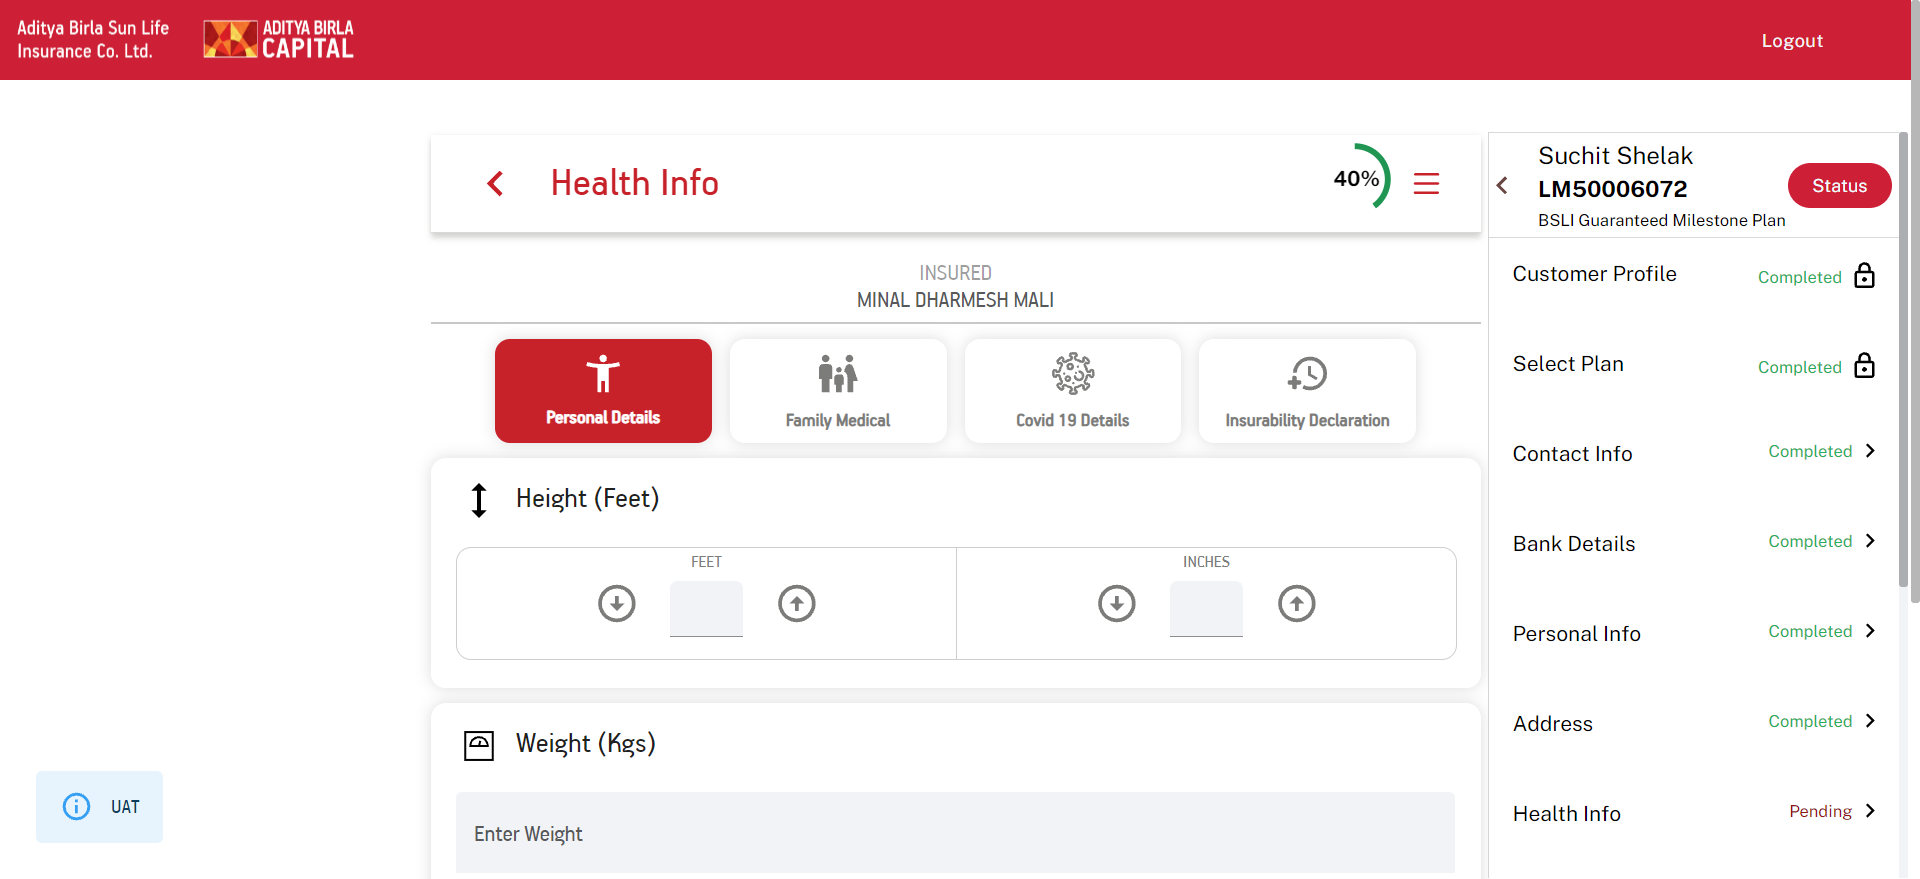 Aditya Birla Sun Life
Insurance Co. Ltd.
ADITYA BIRLA
CAPITAL
Logout
Health Info
40%
INSURED
MINAL DHARMESH MALI
Personal Details
Family Medical
Covid 19 Details
Insurability Declaration
Height (Feet)
FEET
INCHES
Weight (Kgs)
Enter Weight
UAT
Suchit Shelak
LM50006072
BSLI Guaranteed Milestone Plan
Status
Customer Profile Completed
Select Plan Completed
Contact Info Completed
Bank Details Completed
Personal Info Completed
Address Completed
Health Info Pending